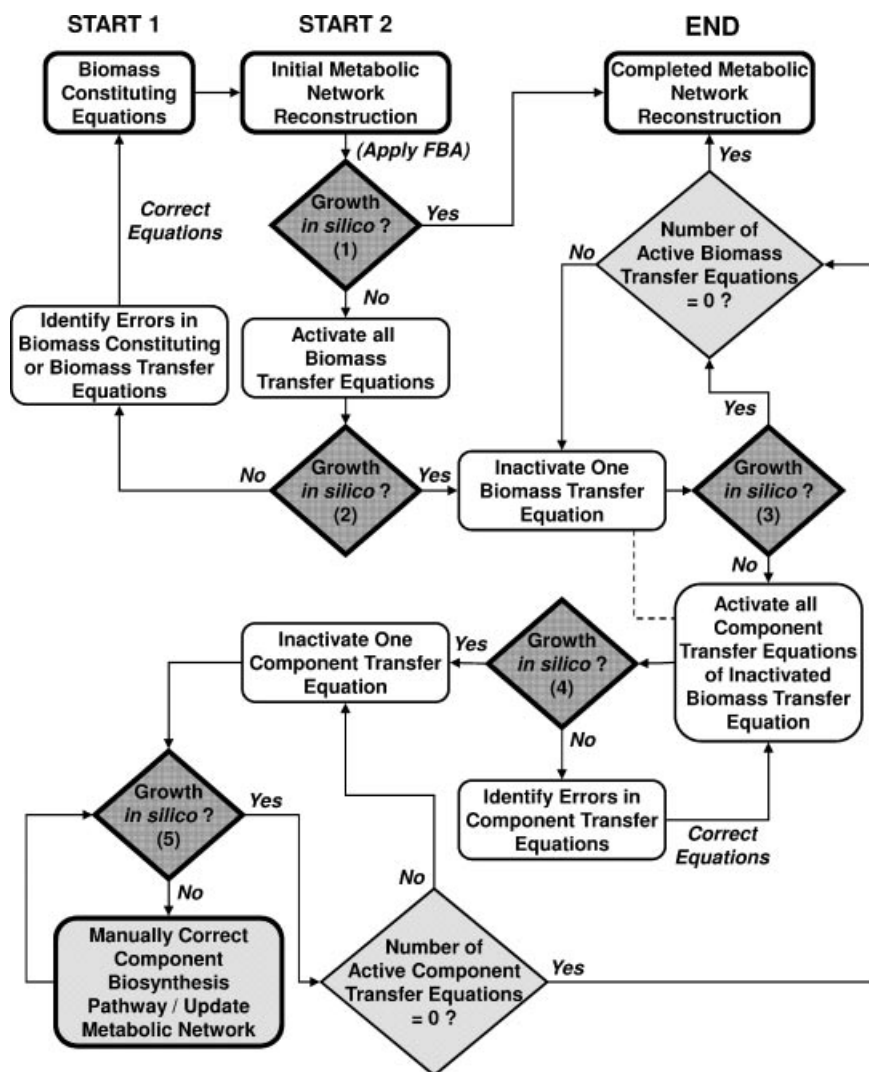 START 1
START 2
END
Biomass
Constituting
Equations
Initial Metabolic
Network
Reconstruction
Completed Metabolic
Network
Reconstruction
(Apply FBA)
Yes
Correct
Equations
Growth
in silico ?
(1)
Yes
Number of
Active Biomass
Transfer Equations
= 0 ?
No
No
Identify Errors in
Biomass Constituting
or Biomass Transfer
Equations
Activate all
Biomass
Transfer Equations
Yes
No
Growth
in silico ?
(2)
Yes
Inactivate One
Biomass Transfer
Equation
Growth
in silico ?
(3)
No
Inactivate One
Component Transfer
Equation
Yes
Growth
in silico ?
(4)
Activate all
Component
Transfer Equations
of Inactivated
Biomass Transfer
Equation
No
Growth
in silico ?
(5)
Yes
Identify Errors in
Component Transfer
Equations
Correct
Equations
No
No
Manually Correct
Component
Biosynthesis
Pathway / Update
Metabolic Network
Number of
Active Component
Transfer Equations
= 0 ?
Yes